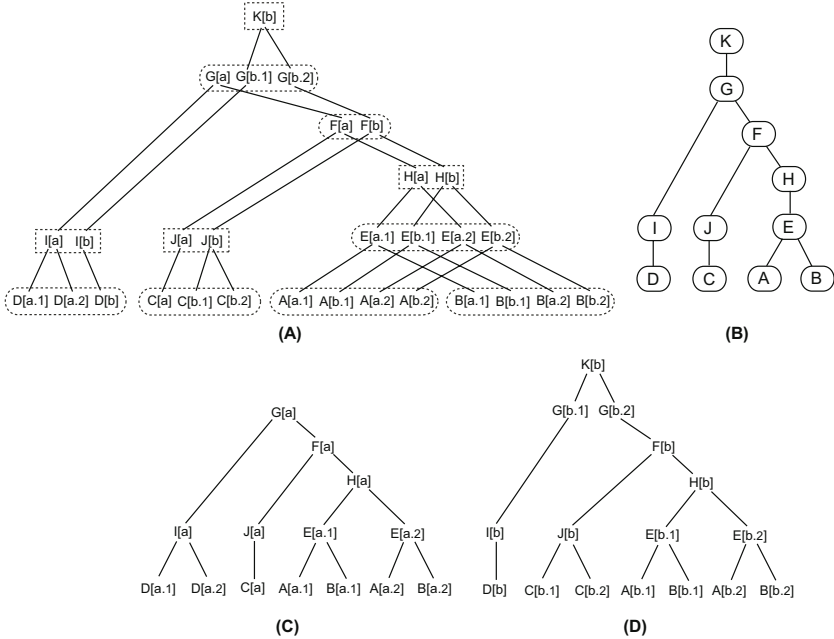 K[b]
G[a] G[b.1] G[b.2]
F[a] F[b]
H[a] H[b]
I[a] I[b] J[a] J[b] E[a.1] E[b.1] E[a.2] E[b.2]
D[a.1] D[a.2] D[b] C[a] C[b.1] C[b.2] A[a.1] A[b.1] A[a.2] A[b.2] B[a.1] B[b.1] B[a.2] B[b.2]
(A)
K
G
F
H
I J E
D C A B
(B)
G[a]
F[a]
H[a]
I[a] J[a] E[a.1] E[a.2]
D[a.1] D[a.2] C[a] A[a.1] B[a.1] A[a.2] B[a.2]
(C)
K[b]
G[b.1] G[b.2]
F[b]
H[b]
I[b] J[b] E[b.1] E[b.2]
D[b] C[b.1] C[b.2] A[b.1] B[b.1] A[b.2] B[b.2]
(D)